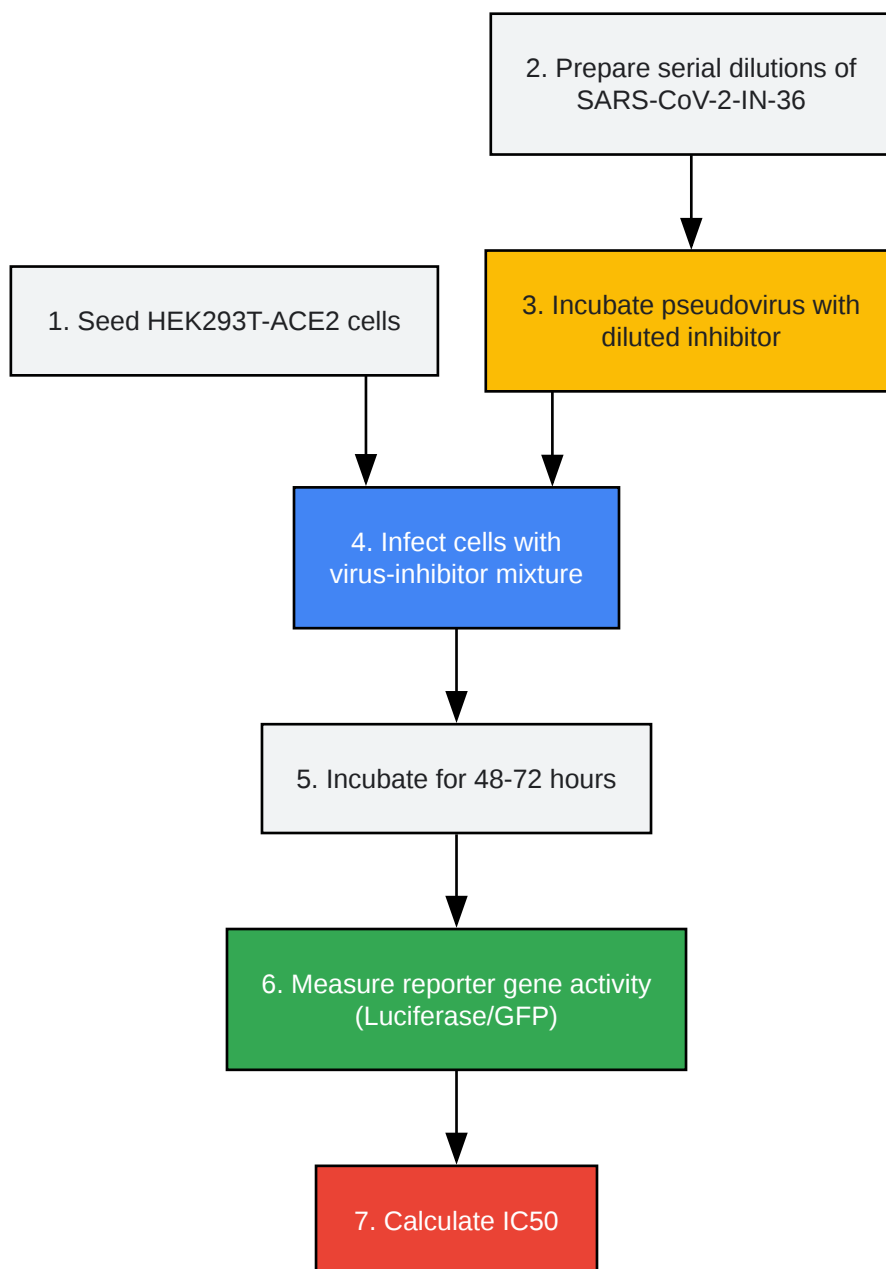 2. Prepare serial dilutions of
SARS-CoV-2-IN-36
1. Seed HEK293T-ACE2 cells
3. Incubate pseudovirus with
diluted inhibitor
4. Infect cells with
virus-inhibitor mixture
5. Incubate for 48-72 hours
6. Measure reporter gene activity
(Luciferase/GFP)
7. Calculate IC50